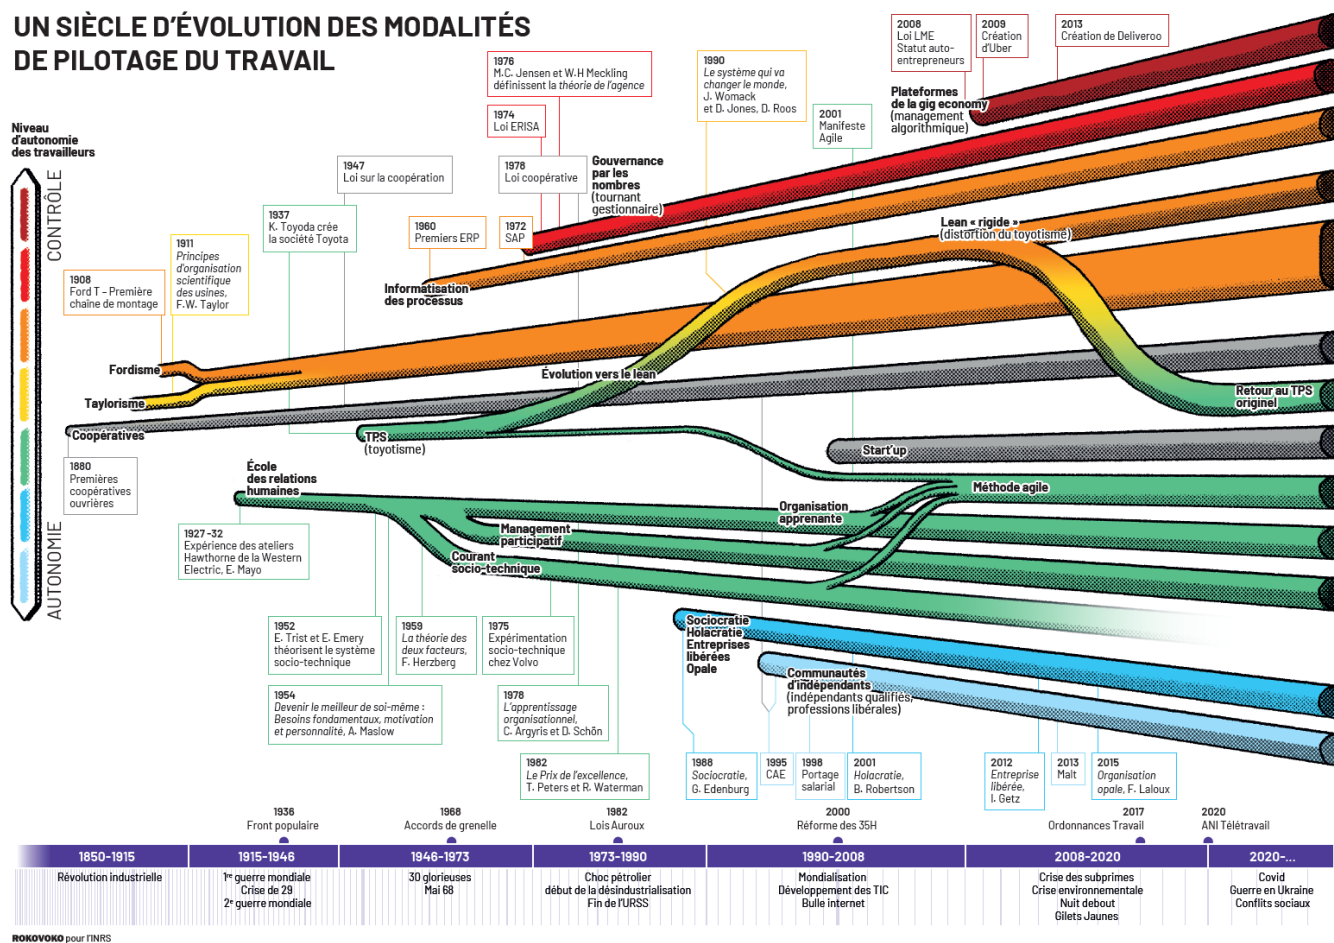 UN SIÈCLE D'ÉVOLUTION DES MODALITÉS
DE PILOTAGE DU TRAVAIL
Niveau
d'autonomie
des travailleurs
CONTRÔLE
AUTONOMIE
2008
Loi LME
Statut auto-
entrepreneurs
2009
Création
d'Uber
2013
Création de Deliveroo
1976
M.C. Jensen et W.H Meckling
définissent la théorie de l'agence
1974
Loi ERISA
1990
Le système qui va
changer le monde,
J. Womack
et D. Jones, D. Roos
2001
Manifeste
Agile
Plateformes
de la gig economy
(management
algorithmique)
1947
Loi sur la coopération
1978
Loi coopérative
Gouvernance
par les
nombres
(tournant
gestionnaire)
1937
K. Toyoda crée
la société Toyota
1960
Premiers ERP
1972
SAP
Lean « rigide »
(distortion du toyotisme)
1911
Principes
d'organisation
scientifique
des usines,
F.W. Taylor
1908
Ford T – Première
chaîne de montage
Informatisation
des processus
Fordisme
Taylorisme
Coopératives
Évolution vers le lean
Retour au TPS
originel
TPS
(toyotisme)
Start'up
1880
Premières
coopératives
ouvrières
École
des relations
humaines
Méthode agile
Organisation
apprenante
Management
participatif
Courant
socio-technique
1927 -32
Expérience des ateliers
Hawthorne de la Western
Electric, E. Mayo
1952
E. Trist et E. Emery
théorisent le système
socio-technique
1959
La théorie des
deux facteurs,
F. Herzberg
1975
Expérimentation
socio-technique
chez Volvo
Sociocratie
Holacratie
Entreprises
libérées
Opale
Communautés
d'indépendants
(indépendants qualifiés,
professions libérales)
1954
Devenir le meilleur de soi-même :
Besoins fondamentaux, motivation
et personnalité, A. Maslow
1978
L'apprentissage
organisationnel,
C. Argyris et D. Schön
1982
Le Prix de l'excellence,
T. Peters et R. Waterman
1988
Sociocratie,
G. Edenburg
1995
CAE
1998
Portage
salarial
2001
Holacratie,
B. Robertson
2012
Entreprise
libérée,
I. Getz
2013
Malt
2015
Organisation
opale, F. Laloux
1936
Front populaire
1968
Accords de grenelle
1982
Lois Auroux
2000
Réforme des 35H
2017
Ordonnances Travail
2020
ANI Télétravail
1850-1915
1915-1946
1946-1973
1973-1990
1990-2008
2008-2020
2020-...
Révolution industrielle
1re guerre mondiale
Crise de 29
2e guerre mondiale
30 glorieuses
Mai 68
Choc pétrolier
début de la désindustrialisation
Fin de l'URSS
Mondialisation
Développement des TIC
Bulle internet
Crise des subprimes
Crise environnementale
Nuit debout
Gilets Jaunes
Covid
Guerre en Ukraine
Conflits sociaux
ROKOVOKO pour l'INRS